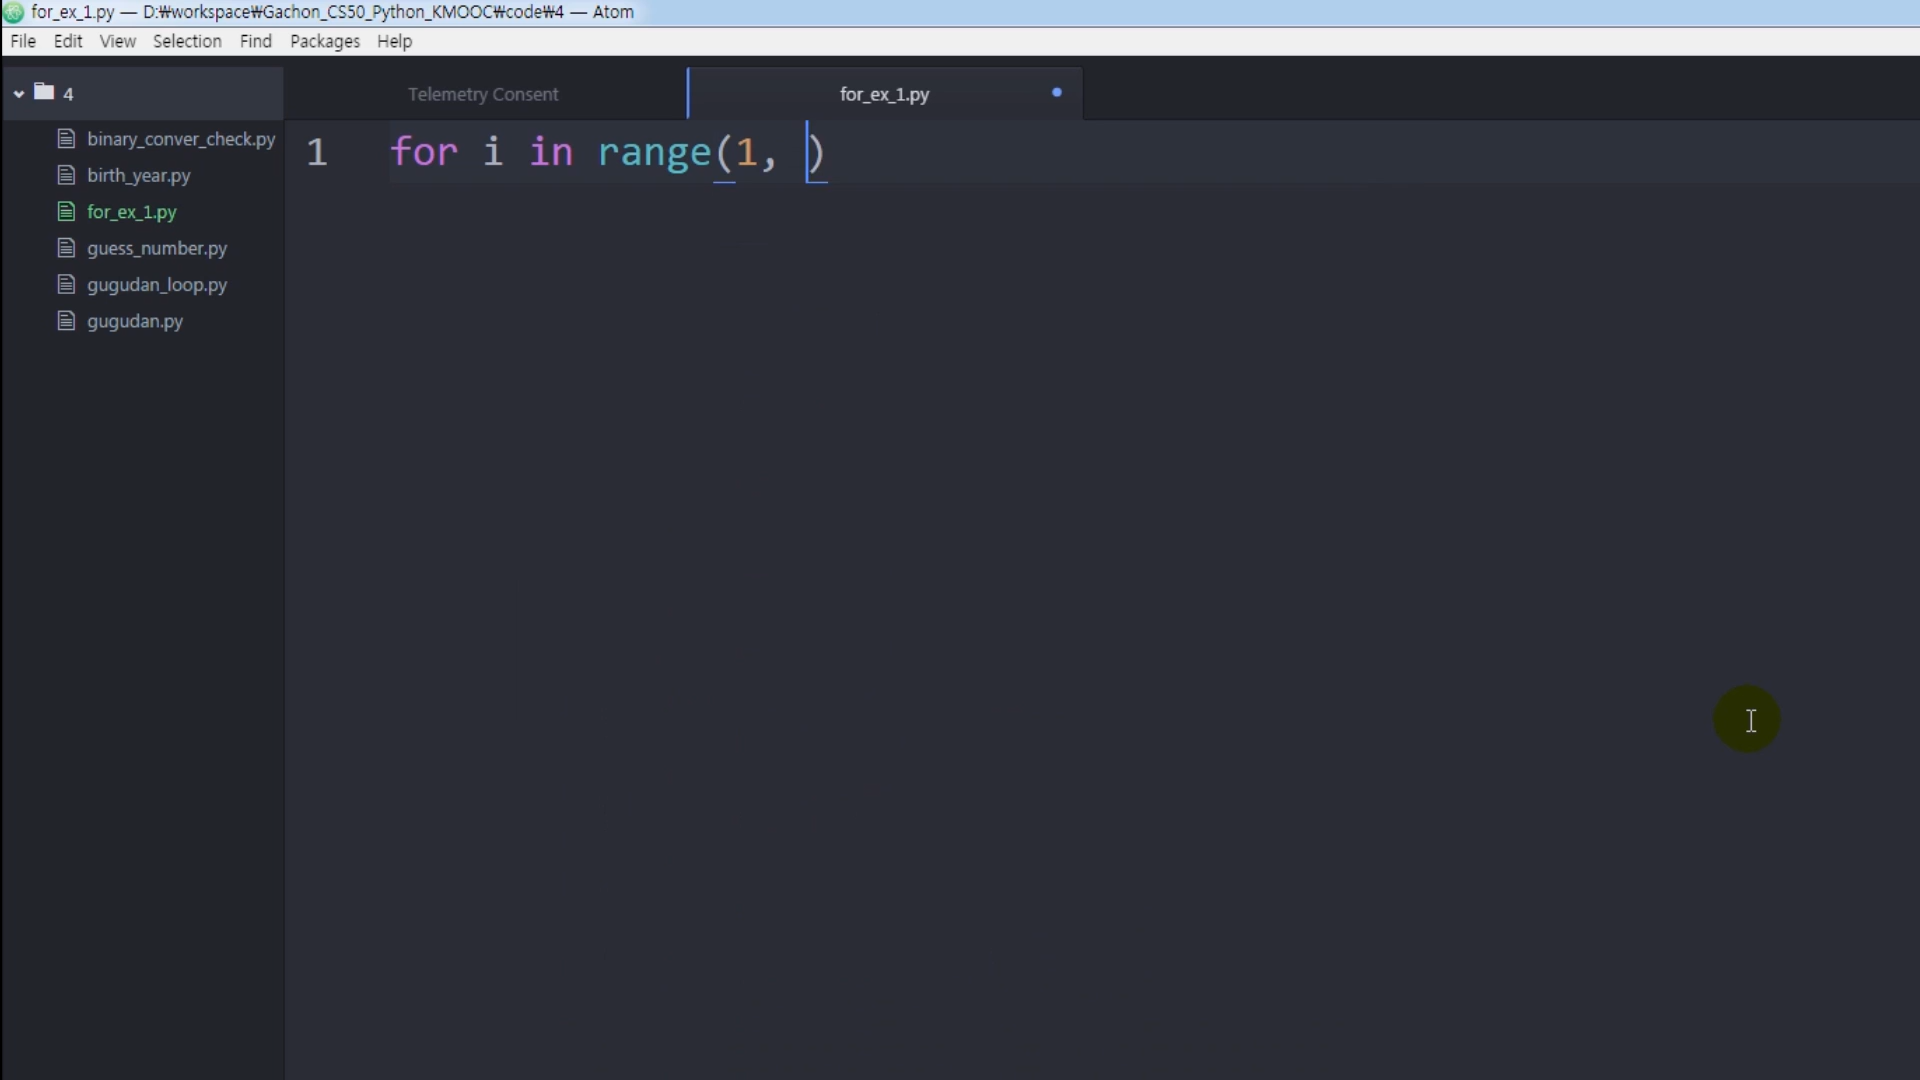 for_ex_1.py — D:₩workspace₩Gachon_CS50_Python_KMOOC₩code₩4 — Atom
File Edit View Selection Find Packages Help
4
Telemetry Consent
for_ex_1.py
binary_conver_check.py
birth_year.py
for_ex_1.py
guess_number.py
gugudan_loop.py
gugudan.py
1 for i in range(1, )